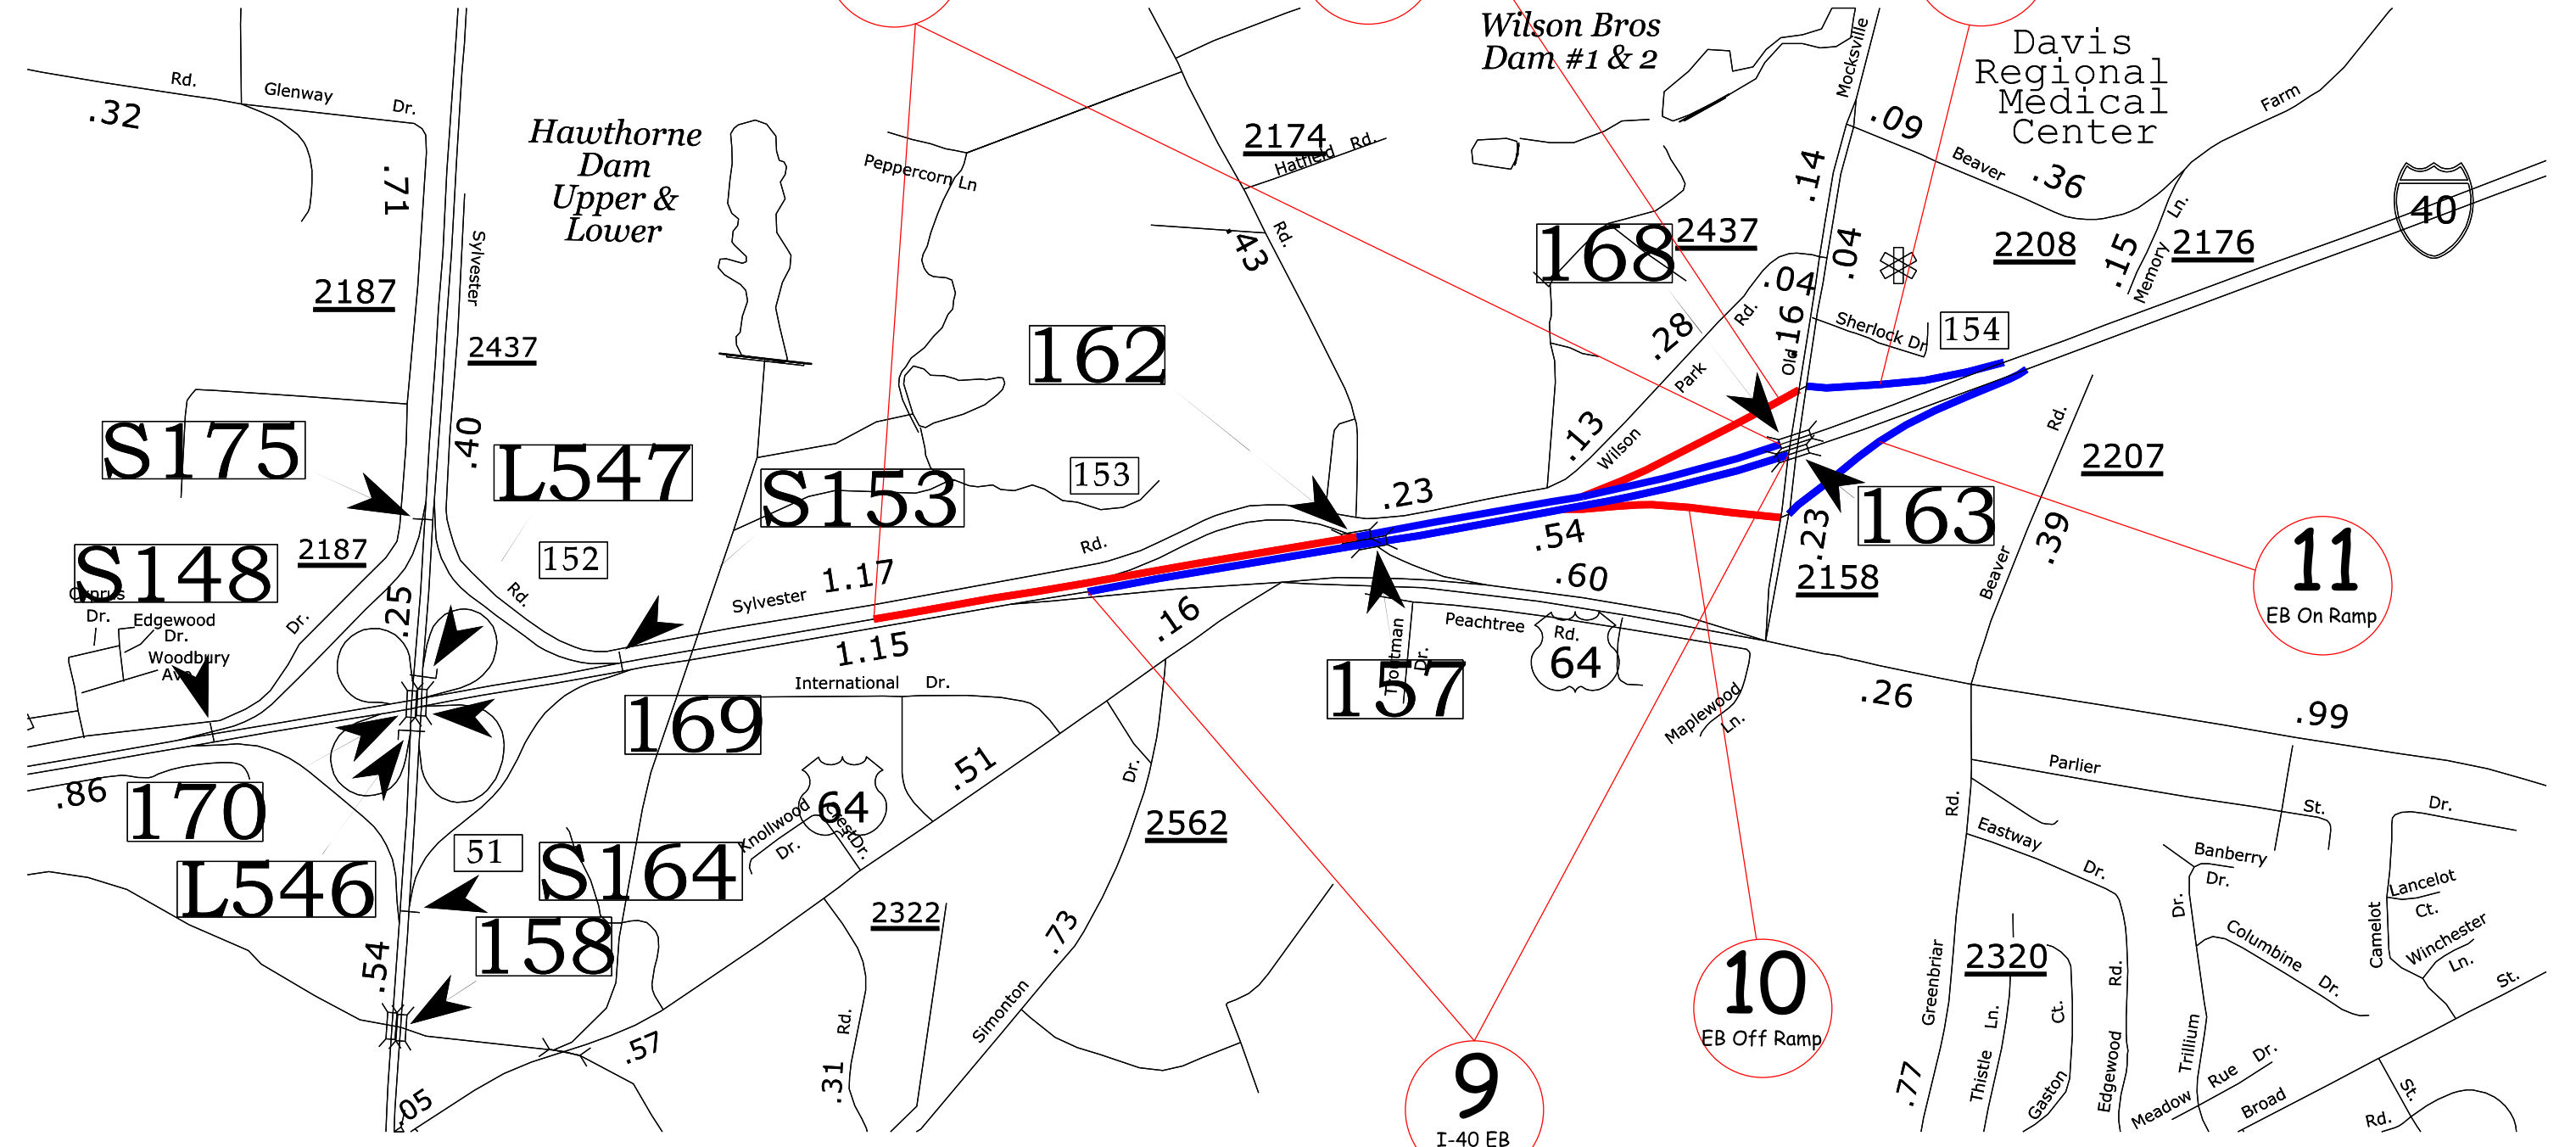 Wilson Bros
Dam #1 & 2
Mocksville
Davis
Regional
Medical
Center
Rd.
Glenway
Dr.
.32
Hawthorne
Dam
Upper &
Lower
.71
Sylvester
Peppercorn Ln
2174
Hatfield Rd.
Rd.
.43
.09
Beaver
.36
Farm
.14
.04
40
168
2437
2208
.15
Memory
Ln.
2176
2187
2437
.04
.16
Old
Sherlock Dr
154
162
.28
Rd.
Park
.13
Wilson
S175
.40
L547
S153
153
.23
163
.23
Rd.
2207
.39
Beaver
S148
2187
152
Rd.
1.17
Sylvester
Rd.
.54
.60
2158
11
EB On Ramp
Cyprus
Dr.
Edgewood
Dr.
Woodbury
Ave
Dr.
.25
1.15
.16
Peachtree
Rd.
64
Troutman
Dr.
157
International Dr.
169
Maplewood
Ln.
.26
.99
.86
170
.51
64
Knollwood
Dr.
Crest Dr.
Dr.
2562
Parlier
St.
Dr.
Rd.
Eastway
Dr.
Banberry
Dr.
51
L546
S164
158
.54
2322
.73
Simonton
10
EB Off Ramp
Greenbriar
2320
Dr.
Columbine
Dr.
Lancelot
Ct.
Camelot
Winchester
Ln.
St.
.57
.05
Rd.
.31
9
I-40 EB
.77
Thistle
Ln.
Ct.
Gaston
Rd.
Edgewood
Trillium
Meadow Rue Dr.
Broad
St.
Rd.